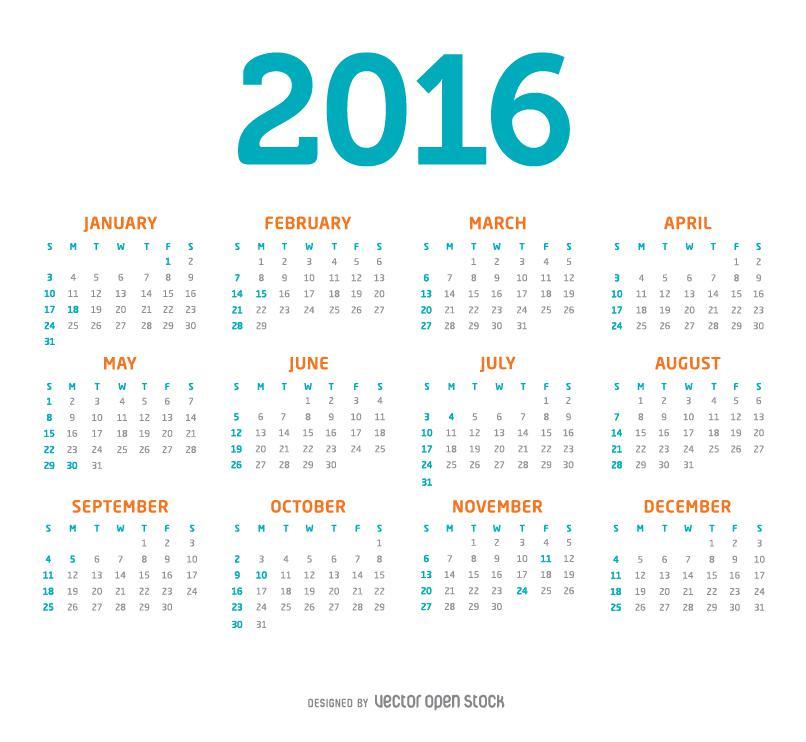 2016
JANUARY
S M T W T F S
1 2
3 4 5 6 7 8 9
10 11 12 13 14 15 16
17 18 19 20 21 22 23
24 25 26 27 28 29 30
31
FEBRUARY
S M T W T F S
1 2 3 4 5 6
7 8 9 10 11 12 13
14 15 16 17 18 19 20
21 22 23 24 25 26 27
28 29
MARCH
S M T W T F S
1 2 3 4 5
6 7 8 9 10 11 12
13 14 15 16 17 18 19
20 21 22 23 24 25 26
27 28 29 30 31
APRIL
S M T W T F S
1 2
3 4 5 6 7 8 9
10 11 12 13 14 15 16
17 18 19 20 21 22 23
24 25 26 27 28 29 30
MAY
S M T W T F S
1 2 3 4 5 6 7
8 9 10 11 12 13 14
15 16 17 18 19 20 21
22 23 24 25 26 27 28
29 30 31
JUNE
S M T W T F S
1 2 3 4
5 6 7 8 9 10 11
12 13 14 15 16 17 18
19 20 21 22 23 24 25
26 27 28 29 30
JULY
S M T W T F S
1 2
3 4 5 6 7 8 9
10 11 12 13 14 15 16
17 18 19 20 21 22 23
24 25 26 27 28 29 30
31
AUGUST
S M T W T F S
1 2 3 4 5 6
7 8 9 10 11 12 13
14 15 16 17 18 19 20
21 22 23 24 25 26 27
28 29 30 31
SEPTEMBER
S M T W T F S
1 2 3
4 5 6 7 8 9 10
11 12 13 14 15 16 17
18 19 20 21 22 23 24
25 26 27 28 29 30
OCTOBER
S M T W T F S
1
2 3 4 5 6 7 8
9 10 11 12 13 14 15
16 17 18 19 20 21 22
23 24 25 26 27 28 29
30 31
NOVEMBER
S M T W T F S
1 2 3 4 5
6 7 8 9 10 11 12
13 14 15 16 17 18 19
20 21 22 23 24 25 26
27 28 29 30
DECEMBER
S M T W T F S
1 2 3
4 5 6 7 8 9 10
11 12 13 14 15 16 17
18 19 20 21 22 23 24
25 26 27 28 29 30 31
DESIGNED BY vector open stock